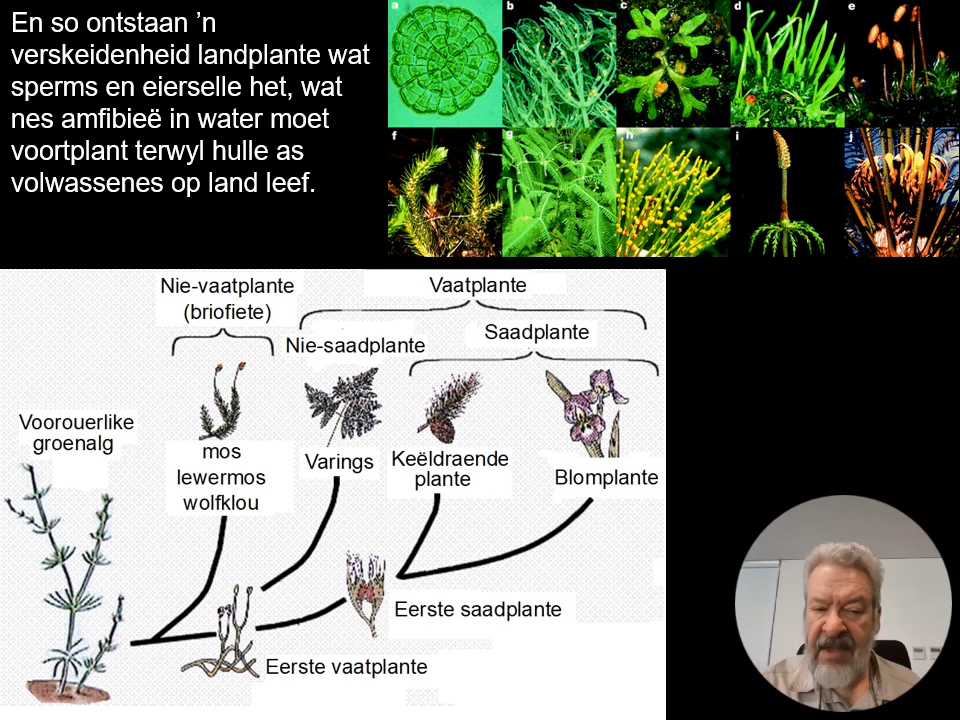 En so ontstaan ’n
verskeidenheid landplante wat
sperms en eierselle het, wat
nes amfibieë in water moet
voortplant terwyl hulle as
volwassenes op land leef.
a
b
c
d
e
f
g
h
i
j
Nie-vaatplante
(briofiete)
Vaatplante
Nie-saadplante
Saadplante
Voorouerlike
groenalg
mos
lewermos
wolfklou
Varings
Keëldraende
plante
Blomplante
Eerste saadplante
Eerste vaatplante